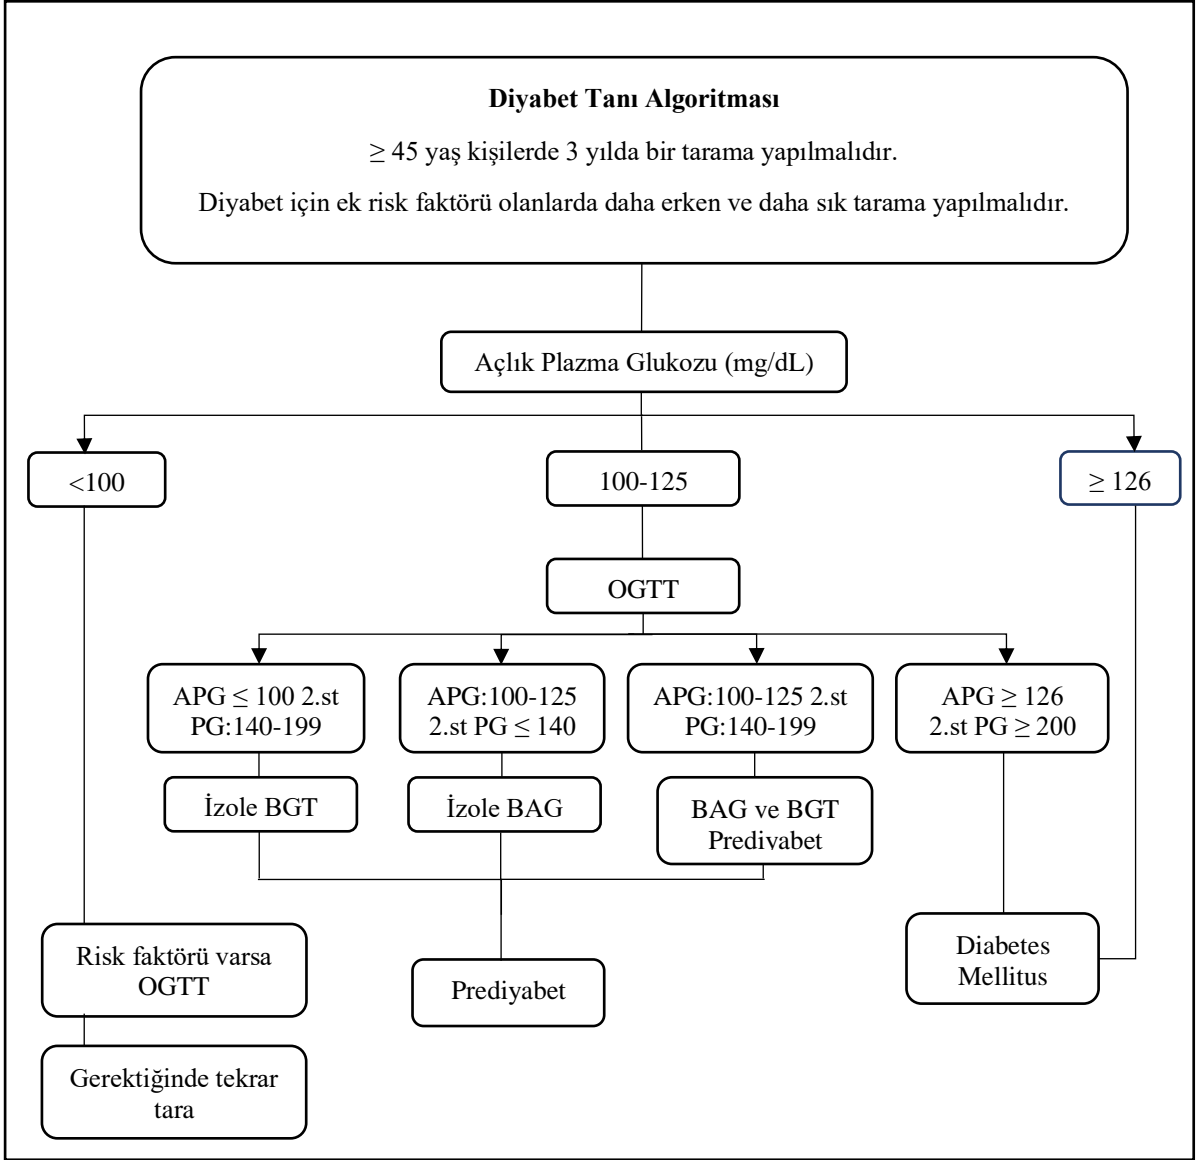 Diyabet Tanı Algoritması
≥ 45 yaş kişilerde 3 yılda bir tarama yapılmalıdır.
Diyabet için ek risk faktörü olanlarda daha erken ve daha sık tarama yapılmalıdır.
Açlık Plazma Glukozu (mg/dL)
<100
100-125
≥ 126
OGTT
APG ≤ 100 2.st
PG:140-199
APG:100-125
2.st PG ≤ 140
APG:100-125 2.st
PG:140-199
APG ≥ 126
2.st PG ≥ 200
İzole BGT
İzole BAG
BAG ve BGT
Prediyabet
Risk faktörü varsa
OGTT
Prediyabet
Diabetes
Mellitus
Gerektiğinde tekrar
tara